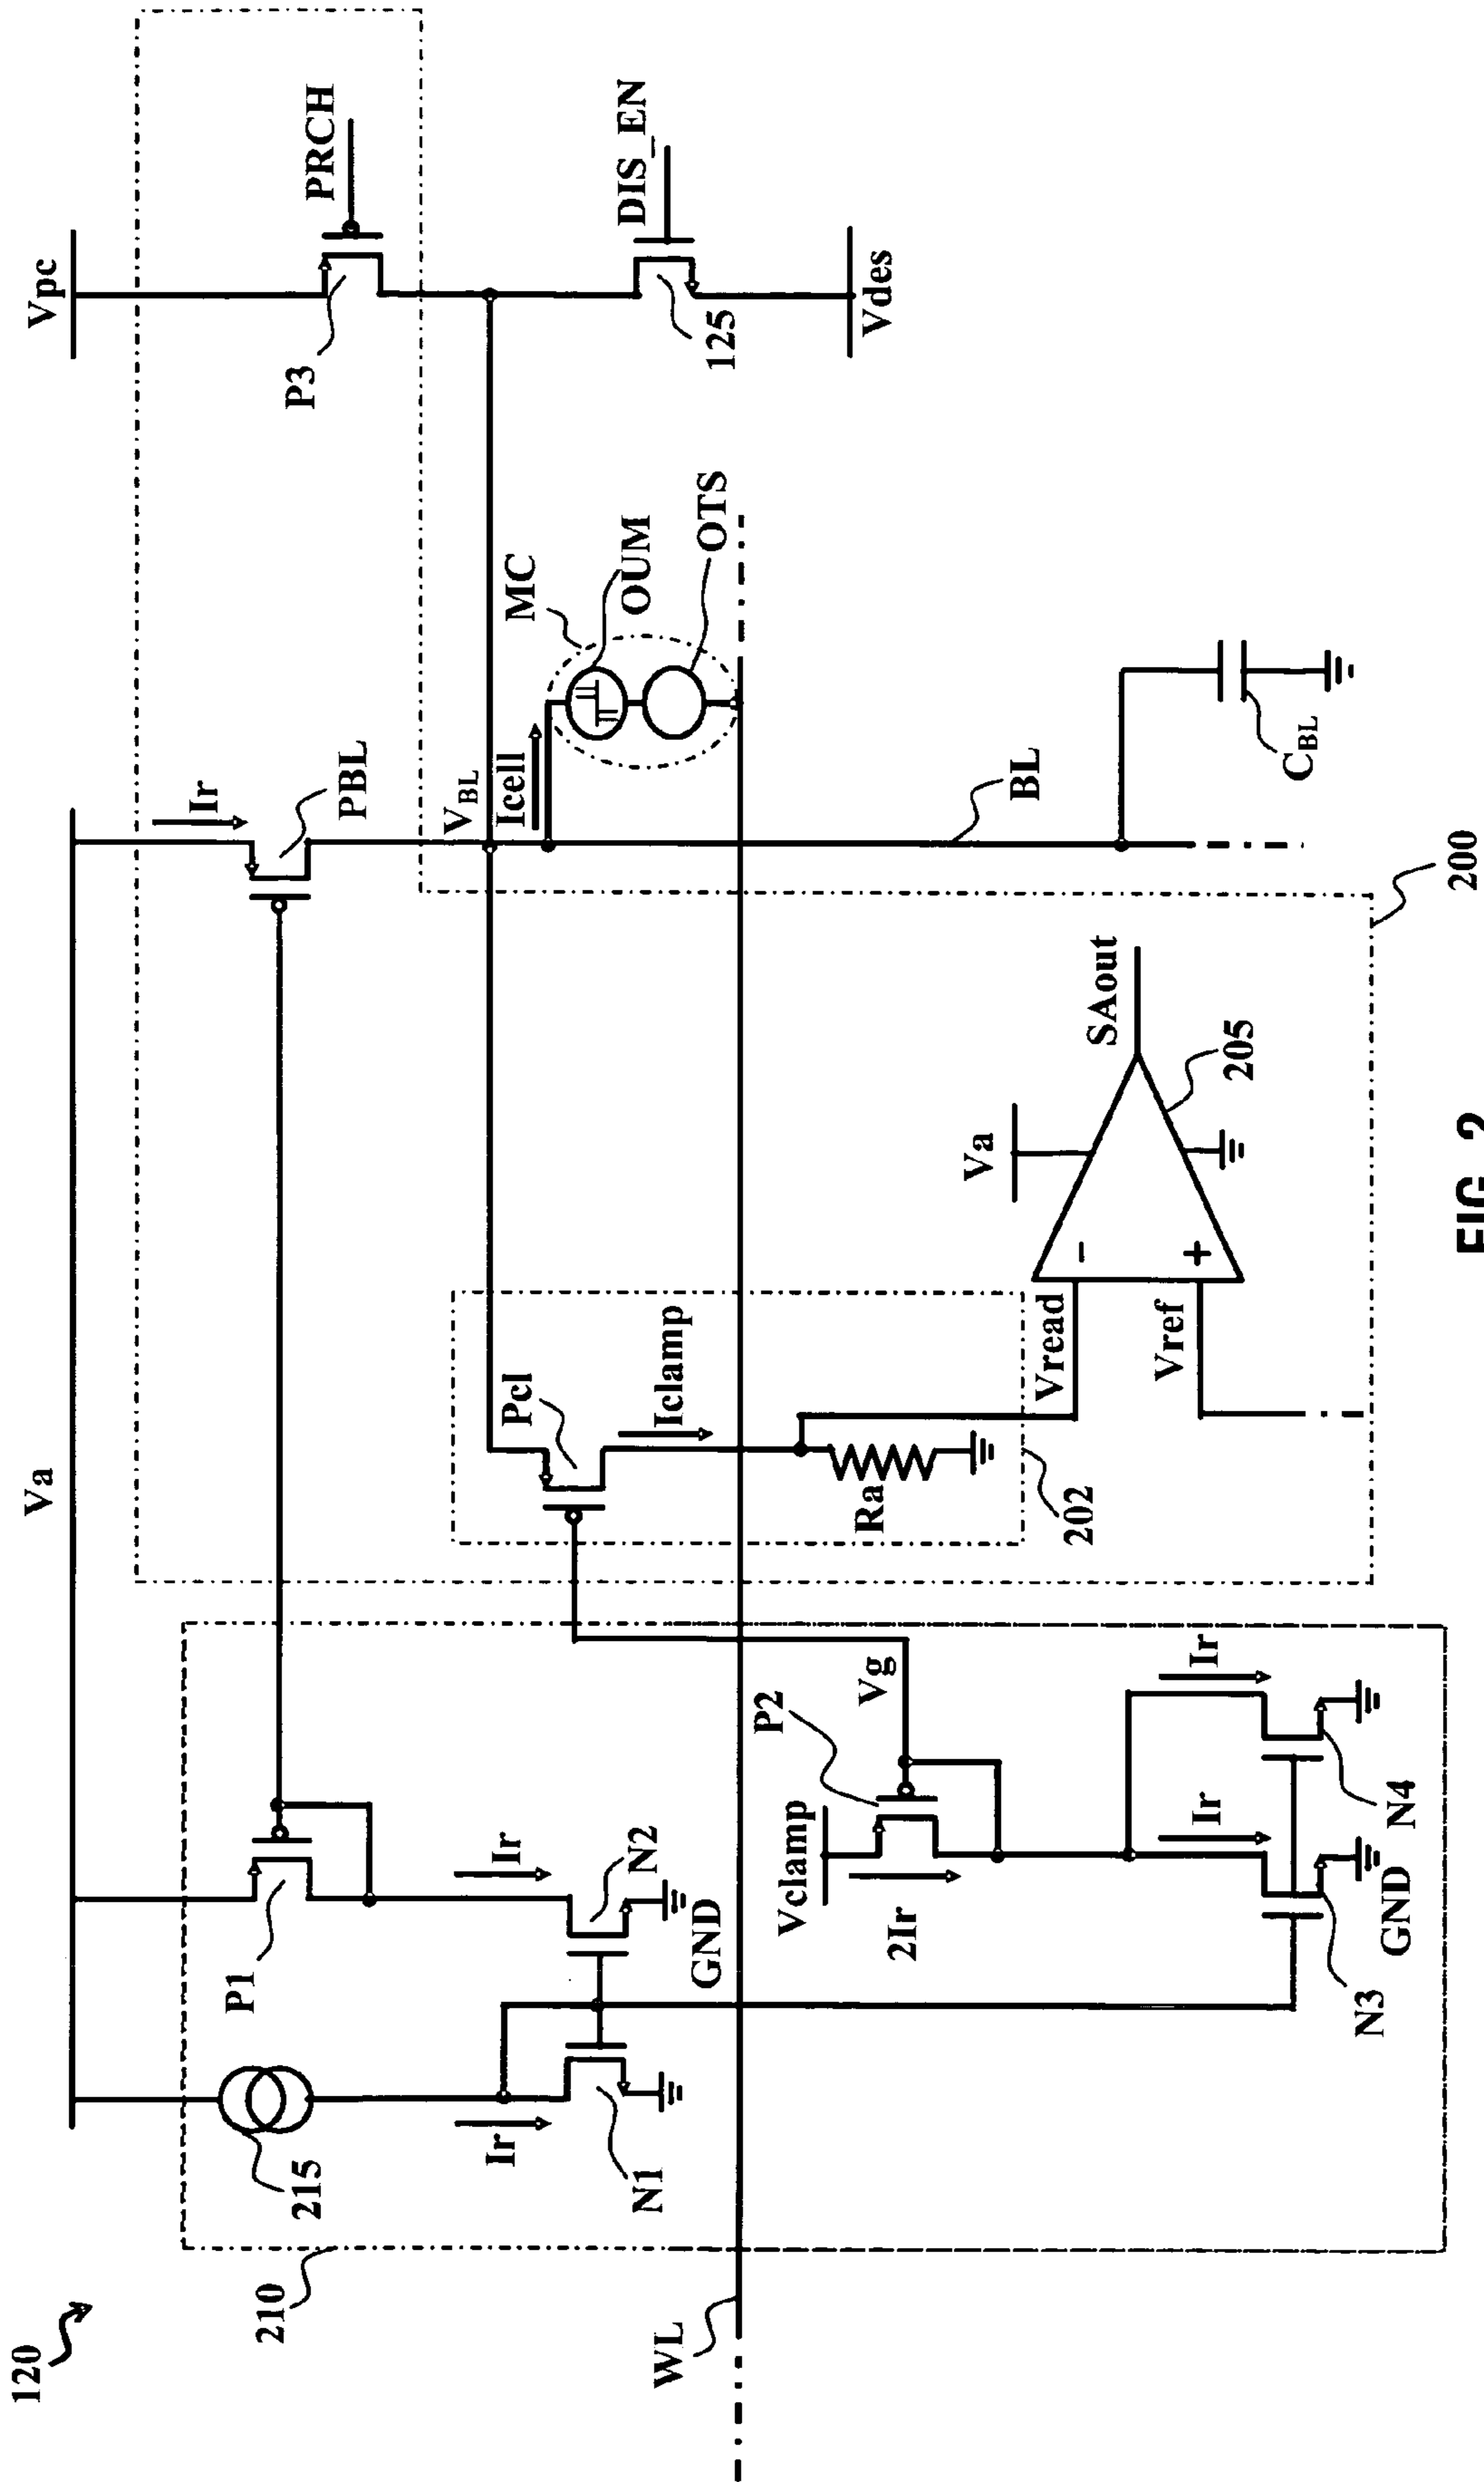 120
Va
Vpc
210
215
Ir
N1
P1
Ir
N2
GND
Ir
PBL
PRCH
P3
V_BL
Icell
MC
OUM
OTS
DIS_EN
125
Vdes
WL
Vclamp
2Ir
P2
Vg
Ir
Ir
N3
GND
N4
Pcl
Iclamp
Ra
202
Vread
Vref
-
+
Va
SAout
205
BL
C_BL
200
FIG. 2